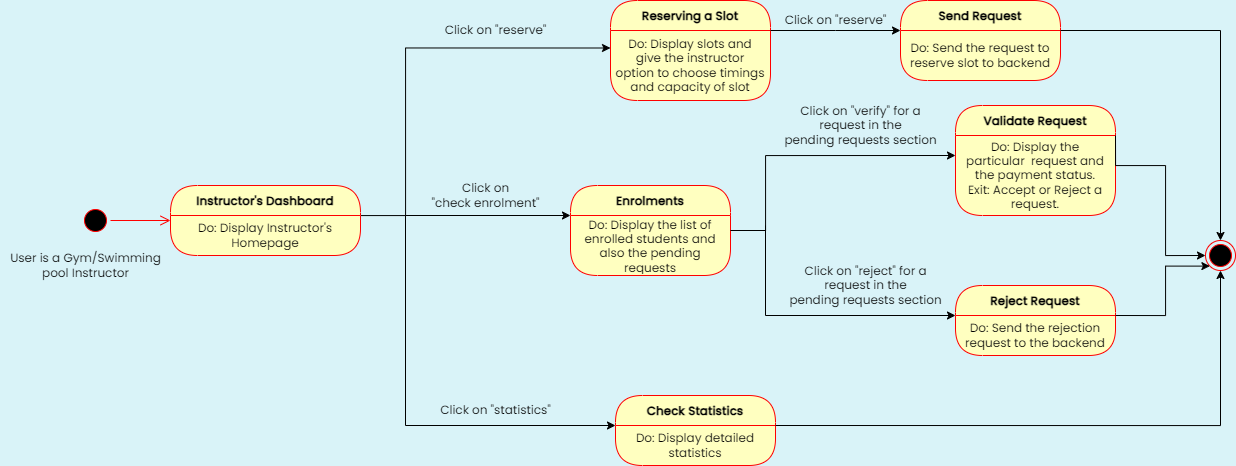 User is a Gym/Swimming
pool Instructor
Instructor's Dashboard
Do: Display Instructor's
Homepage
Click on "reserve"
Reserving a Slot
Do: Display slots and
give the instructor
option to choose timings
and capacity of slot
Click on "reserve"
Send Request
Do: Send the request to
reserve slot to backend
Click on
"check enrolment"
Enrolments
Do: Display the list of
enrolled students and
also the pending
requests
Click on "verify" for a
request in the
pending requests section
Validate Request
Do: Display the
particular request and
the payment status.
Exit: Accept or Reject a
request.
Click on "reject" for a
request in the
pending requests section
Reject Request
Do: Send the rejection
request to the backend
Click on "statistics"
Check Statistics
Do: Display detailed
statistics